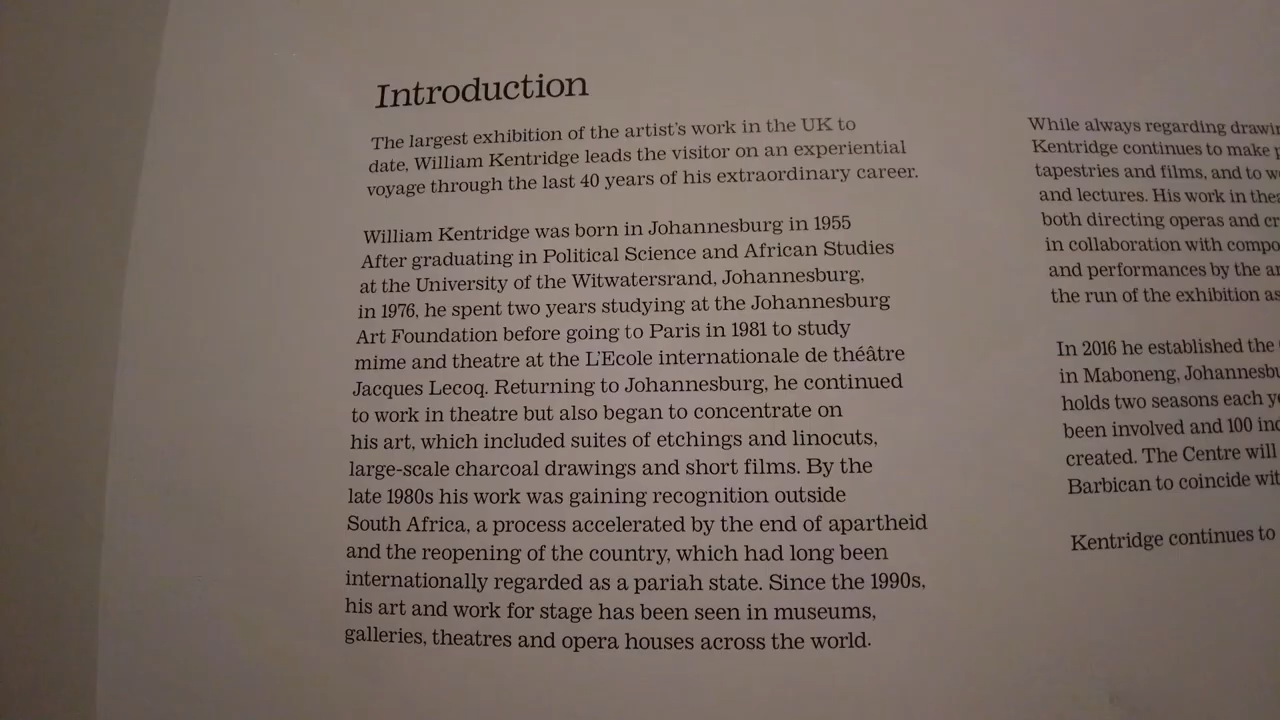 Introduction
The largest exhibition of the artist's work in the UK to
date, William Kentridge leads the visitor on an experiential
voyage through the last 40 years of his extraordinary career.
William Kentridge was born in Johannesburg in 1955
After graduating in Political Science and African Studies
at the University of the Witwatersrand, Johannesburg,
in 1976, he spent two years studying at the Johannesburg
Art Foundation before going to Paris in 1981 to study
mime and theatre at the L'Ecole internationale de théâtre
Jacques Lecoq. Returning to Johannesburg, he continued
to work in theatre but also began to concentrate on
his art, which included suites of etchings and linocuts,
large-scale charcoal drawings and short films. By the
late 1980s his work was gaining recognition outside
South Africa, a process accelerated by the end of apartheid
and the reopening of the country, which had long been
internationally regarded as a pariah state. Since the 1990s,
his art and work for stage has been seen in museums,
galleries, theatres and opera houses across the world.
While always regarding
Kentridge continues to make
tapestries and films, and to
and lectures. His work in
both directing operas and
in collaboration with
and performances by the
the run of the exhibition
In 2016 he established the
in Maboneng,
holds two seasons each
been involved and 100
created. The Centre will
Barbican to coincide
Kentridge continues to